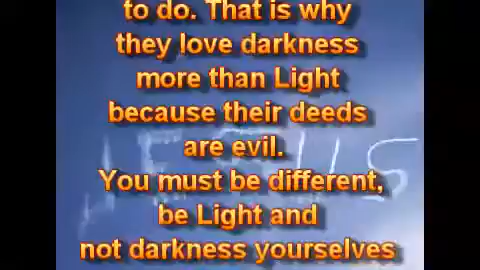 to do. That is why
they love darkness
more than Light
because their deeds
are evil.
You must be different,
be Light and
not darkness yourselves
JESUS